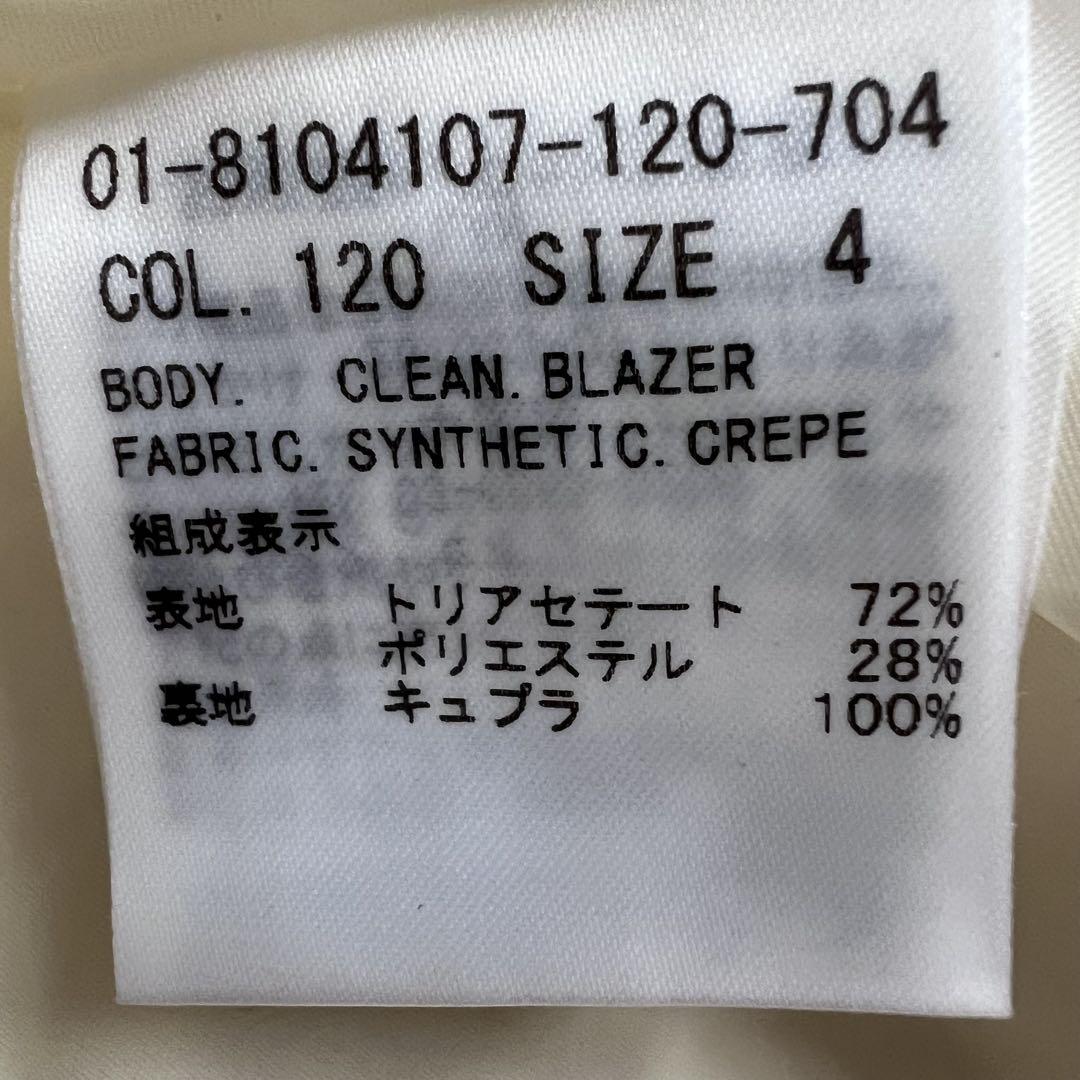 01-8104107-120-704
COL. 120 SIZE 4
BODY. CLEAN. BLAZER
FABRIC. SYNTHETIC. CREPE
組成表示
表地 トリアセテート 72%
ポリエステル 28%
裏地 キュプラ 100%